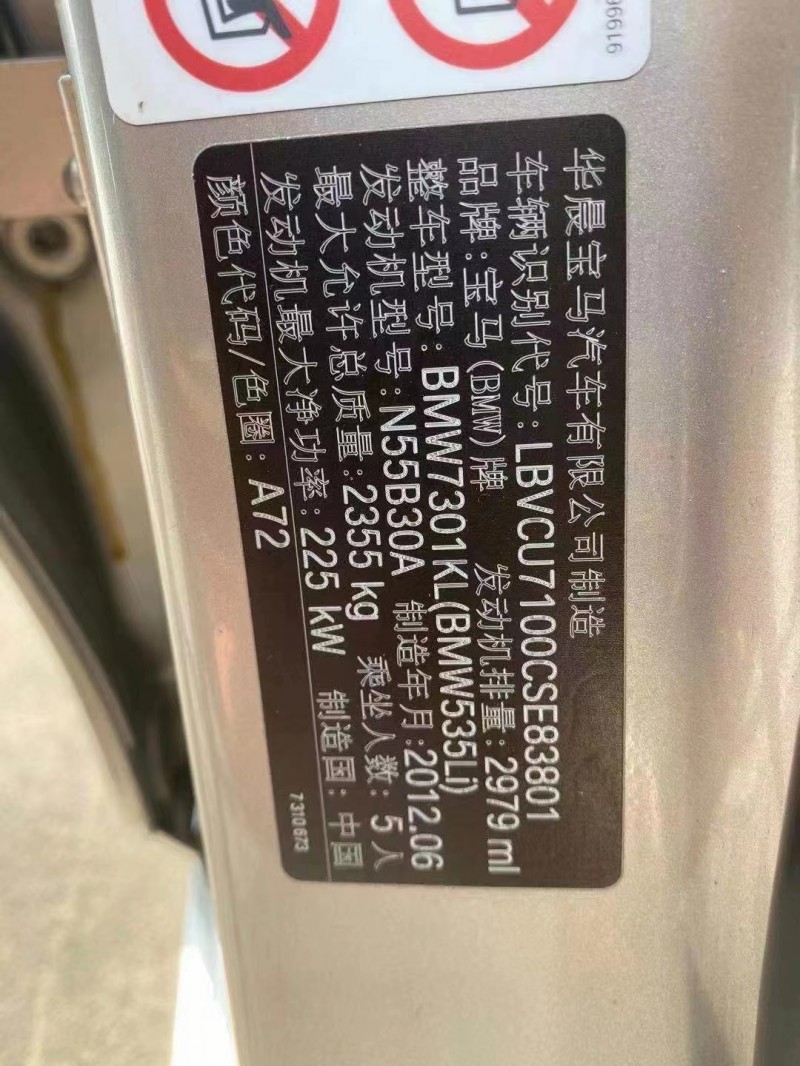 96616
华晨宝马汽车有限公司制造
车辆识别代号:LBVCU7100CSE83801
品牌:宝马(BMW)牌 发动机排量:2979 ml
整车型号:BMW7301KL(BMW535Li)
发动机型号:N55B30A 制造年月:2012.06
最大允许总质量:2355 kg 乘坐人数: 5 人
发动机最大净功率:225 kW 制造国: 中国
颜色代码/色圈: A72
7310673